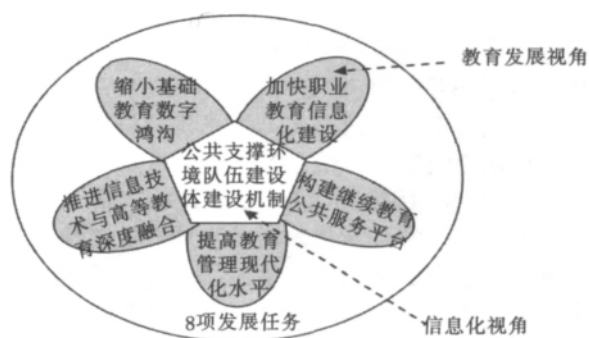 教育发展视角
缩小基础
教育数字
鸿沟
加快职业
教育信息
化建设
公共支撑环
境队伍建设
体建设机制
推进信息技
术与高等教
育深度融合
构建继续教育
公共服务平台
提高教育
管理现代
化水平
8项发展任务
信息化视角